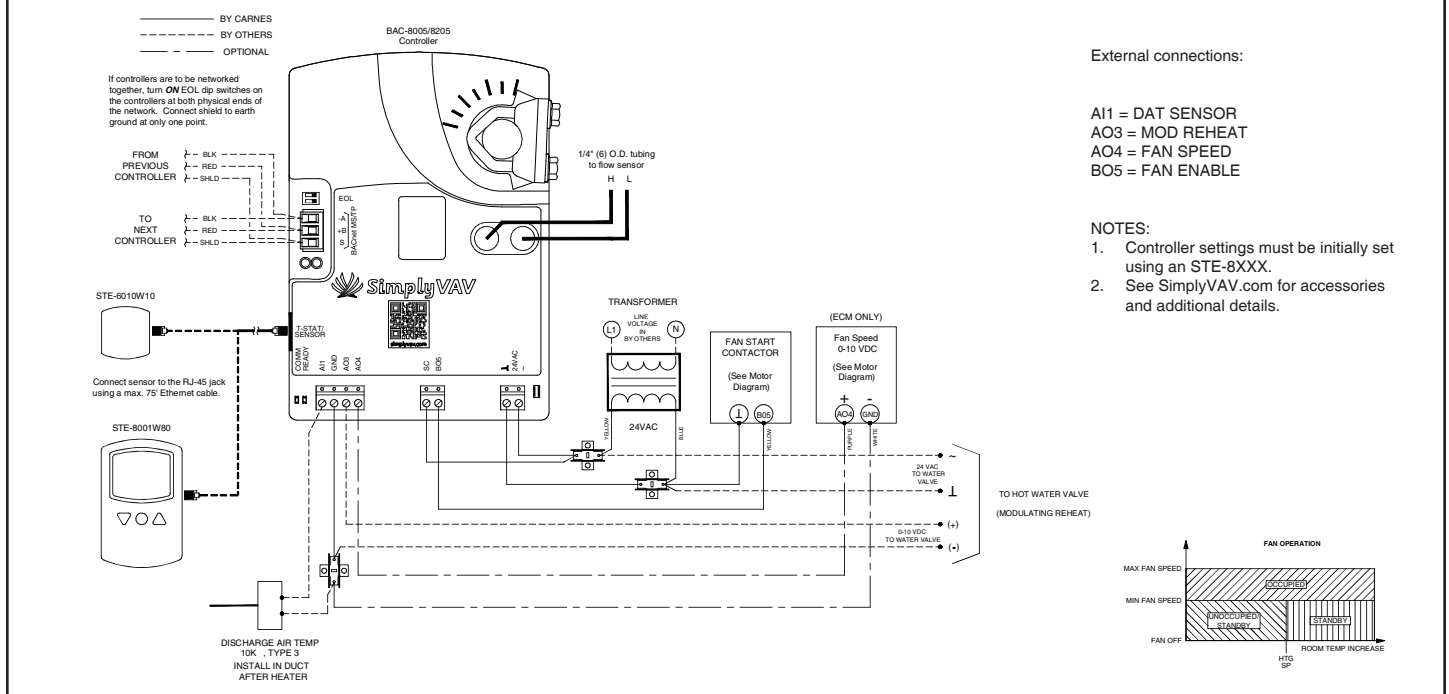 BY CARNES
BY OTHERS
OPTIONAL
If controllers are to be networked
together, turn ON EOL dip switches on
the controllers at both physical ends of
the network. Connect shield to earth
ground at only one point.
BAC-8005/8205
Controller
FROM
PREVIOUS
CONTROLLER
BLK
RED
SHLD
TO
NEXT
CONTROLLER
BLK
RED
SHLD
EOL
-A
+B
S
BACnet MS/TP
1/4" (6) O.D. tubing
to flow sensor
H L
SimplyVAV
simplyvav.com
STE-6010W10
T-STAT/
SENSOR
COMM
READY
AI1
GND
AO3
AO4
SC
BO5
⊥
24VAC
~
Connect sensor to the RJ-45 jack
using a max. 75' Ethernet cable.
STE-8001W80
TRANSFORMER
LINE
VOLTAGE
IN
BY OTHERS
L1
N
24VAC
YELLOW
BLUE
FAN START
CONTACTOR
(See Motor
Diagram)
⊥
B05
YELLOW
(ECM ONLY)
Fan Speed
0-10 VDC
(See Motor
Diagram)
+ -
AO4
GND
PURPLE
WHITE
24 VAC
TO WATER
VALVE
~
⊥
0-10 VDC
TO WATER VALVE
(+)
(-)
TO HOT WATER VALVE
(MODULATING REHEAT)
DISCHARGE AIR TEMP
10K , TYPE 3
INSTALL IN DUCT
AFTER HEATER
External connections:
AI1 = DAT SENSOR
AO3 = MOD REHEAT
AO4 = FAN SPEED
BO5 = FAN ENABLE
NOTES:
1. Controller settings must be initially set
using an STE-8XXX.
2. See SimplyVAV.com for accessories
and additional details.
FAN OPERATION
MAX FAN SPEED
OCCUPIED
MIN FAN SPEED
UNOCCUPIED/
STANDBY
STANDBY
FAN OFF
ROOM TEMP INCREASE
HTG
SP